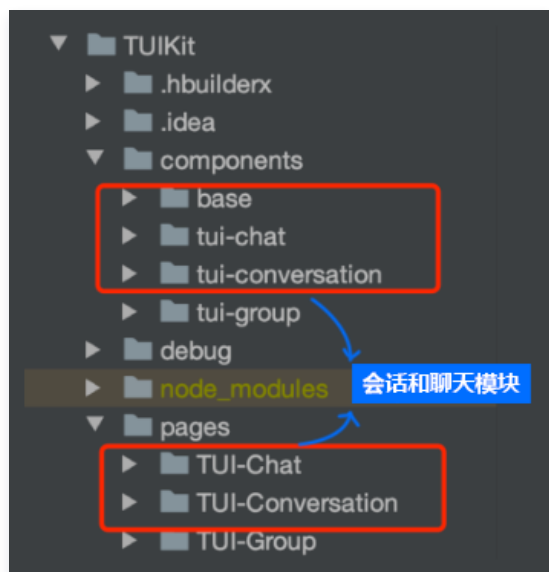 TUIKit
.hbuilderx
.idea
components
base
tui-chat
tui-conversation
tui-group
debug
node_modules
会话和聊天模块
pages
TUI-Chat
TUI-Conversation
TUI-Group